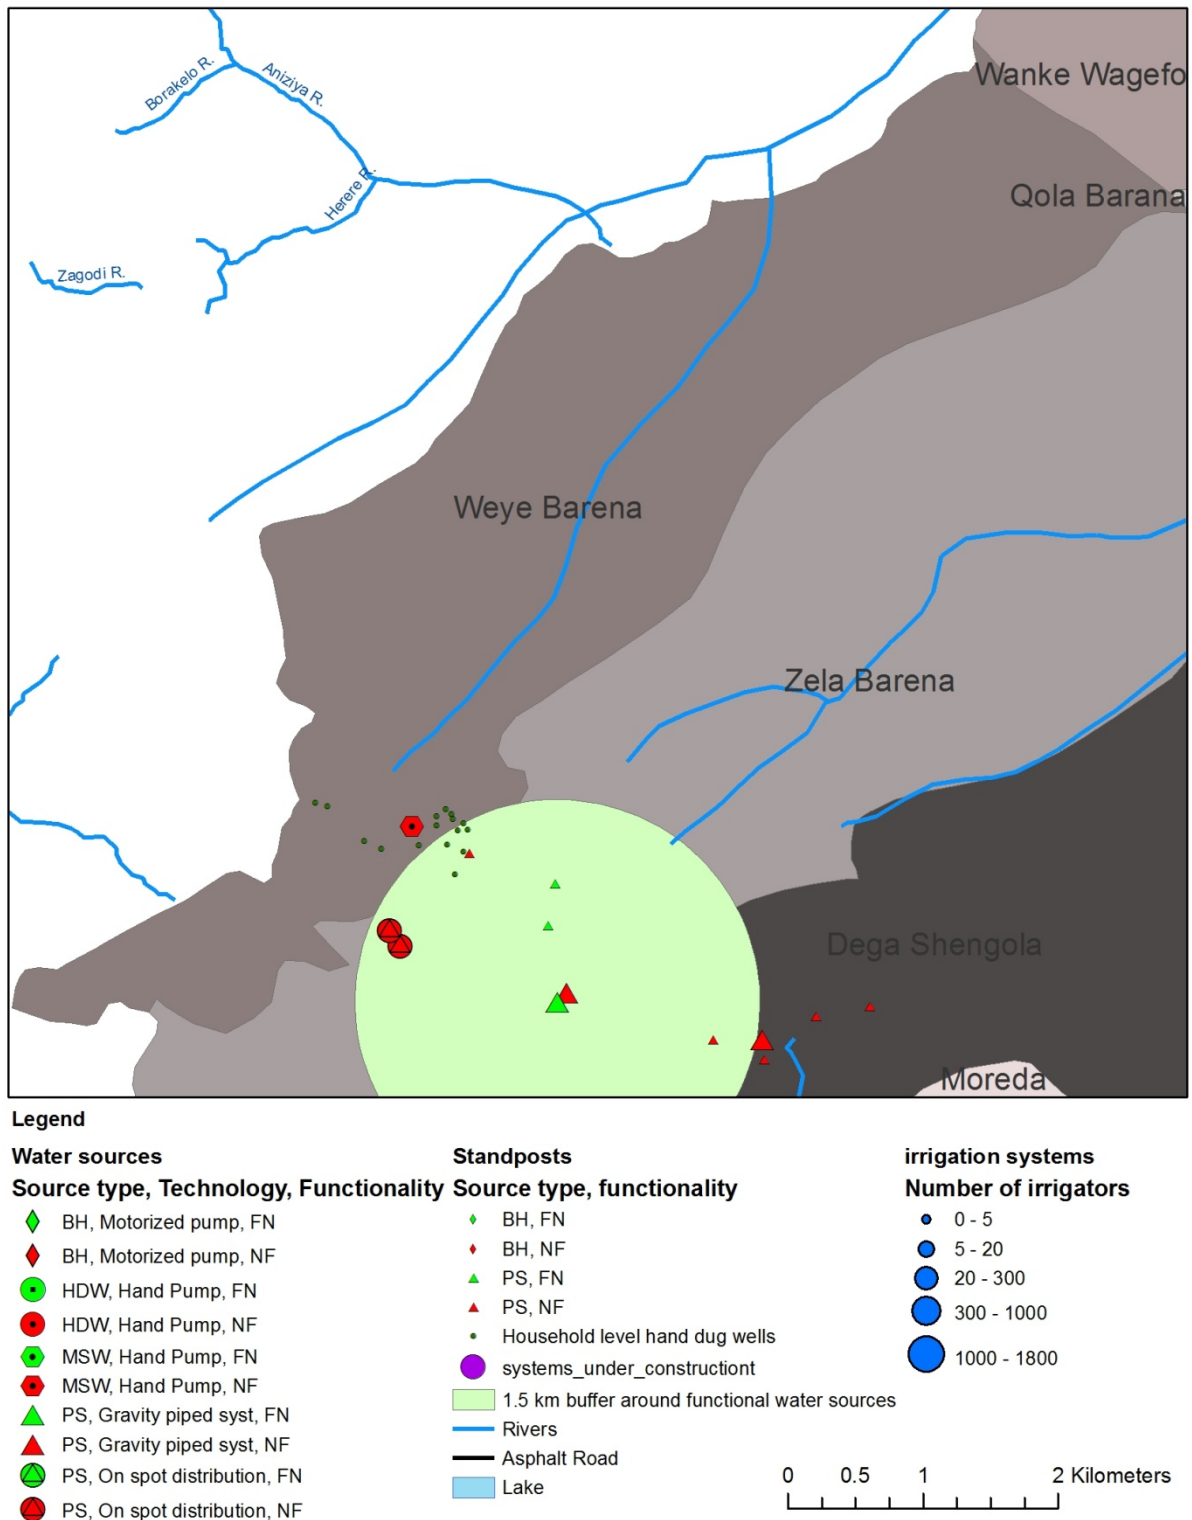 Wanke Wagefo
Borakelo R.
Aniziya R.
Herere R.
Qola Barana
Zagodi R.
Weye Barena
Zela Barena
Dega Shengola
Moreda
Legend
Water sources
Source type, Technology, Functionality
BH, Motorized pump, FN
BH, Motorized pump, NF
HDW, Hand Pump, FN
HDW, Hand Pump, NF
MSW, Hand Pump, FN
MSW, Hand Pump, NF
PS, Gravity piped syst, FN
PS, Gravity piped syst, NF
PS, On spot distribution, FN
PS, On spot distribution, NF
Standposts
Source type, functionality
BH, FN
BH, NF
PS, FN
PS, NF
Household level hand dug wells
systems_under_constructiont
1.5 km buffer around functional water sources
Rivers
Asphalt Road
Lake
irrigation systems
Number of irrigators
0 - 5
5 - 20
20 - 300
300 - 1000
1000 - 1800
0 0.5 1 2 Kilometers